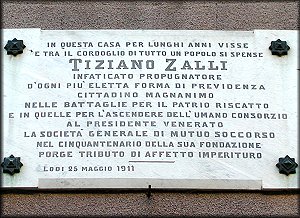 IN QUESTA CASA PER LUNGHI ANNI VISSE
E TRA IL CORDOGLIO DI TUTTO UN POPOLO SI SPENSE
TIZIANO ZALLI
INFATICATO PROPUGNATORE
D'OGNI PIU' ELETTA FORMA DI PREVIDENZA
CITTADINO MAGNANIMO
NELLE BATTAGLIE PER IL PATRIO RISCATTO
E IN QUELLE PER L'ASCENDERE DELL'UMANO CONSORZIO
AL PRESIDENTE VENERATO
LA SOCIETÀ GENERALE DI MUTUO SOCCORSO
NEL CINQUANTENARIO DELLA SUA FONDAZIONE
PORGE TRIBUTO DI AFFETTO IMPERITURO
LODI 25 MAGGIO 1911